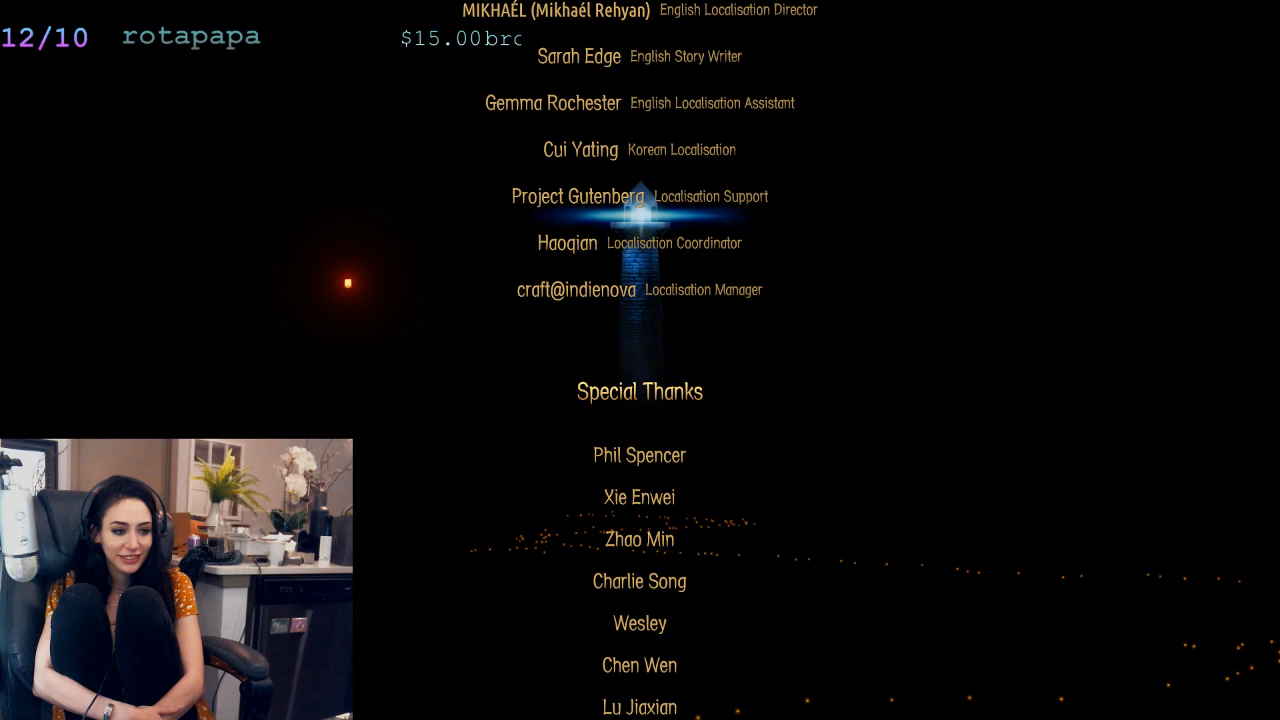 MIKHAÉL (Mikhaél Rehyan) English Localisation Director
12/10 rotapapa $15.00brc
Sarah Edge English Story Writer
Gemma Rochester English Localisation Assistant
Cui Yating Korean Localisation
Project Gutenberg Localisation Support
Haoqian Localisation Coordinator
craft@indienova Localisation Manager
Special Thanks
Phil Spencer
Xie Enwei
Zhao Min
Charlie Song
Wesley
Chen Wen
Lu Jiaxian